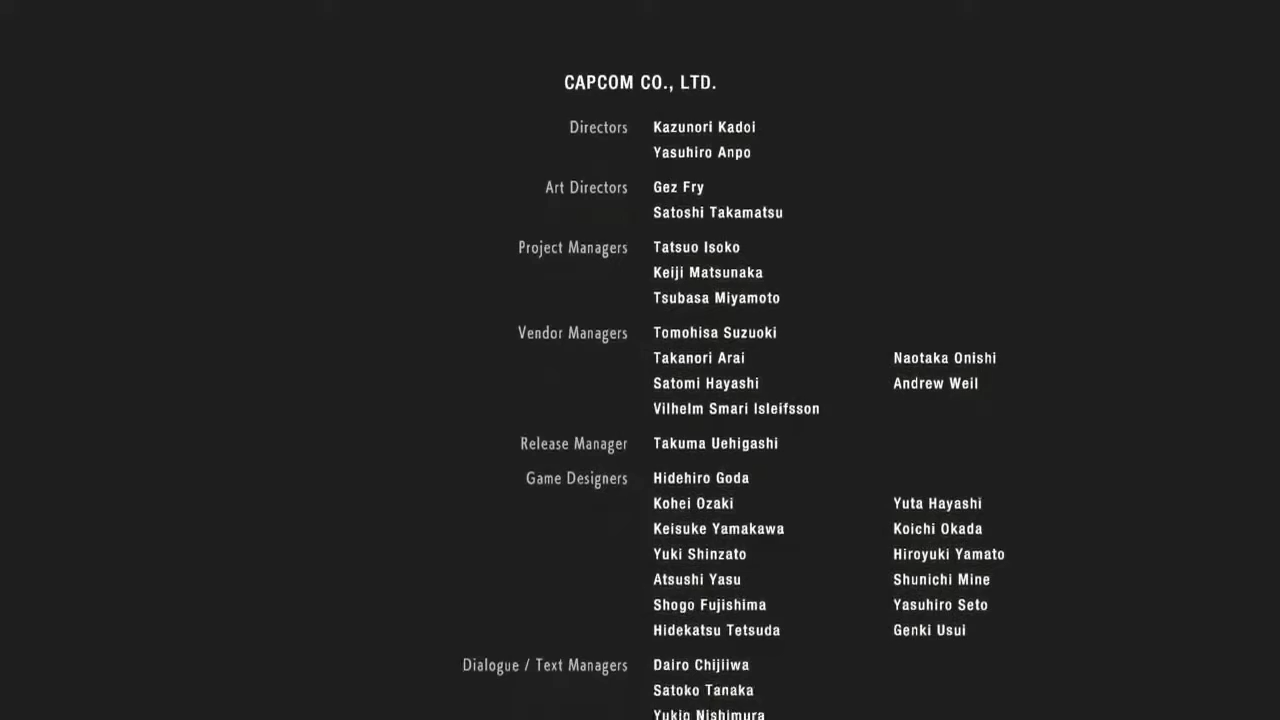 CAPCOM CO., LTD.
Directors Kazunori Kadoi
Yasuhiro Anpo
Art Directors Gez Fry
Satoshi Takamatsu
Project Managers Tatsuo Isoko
Keiji Matsunaka
Tsubasa Miyamoto
Vendor Managers Tomohisa Suzuoki
Takanori Arai Naotaka Onishi
Satomi Hayashi Andrew Weil
Vilhelm Smari Isleifsson
Release Manager Takuma Uehigashi
Game Designers Hidehiro Goda
Kohei Ozaki Yuta Hayashi
Keisuke Yamakawa Koichi Okada
Yuki Shinzato Hiroyuki Yamato
Atsushi Yasu Shunichi Mine
Shogo Fujishima Yasuhiro Seto
Hidekatsu Tetsuda Genki Usui
Dialogue / Text Managers Dairo Chijiiwa
Satoko Tanaka
Yukio Nishimura